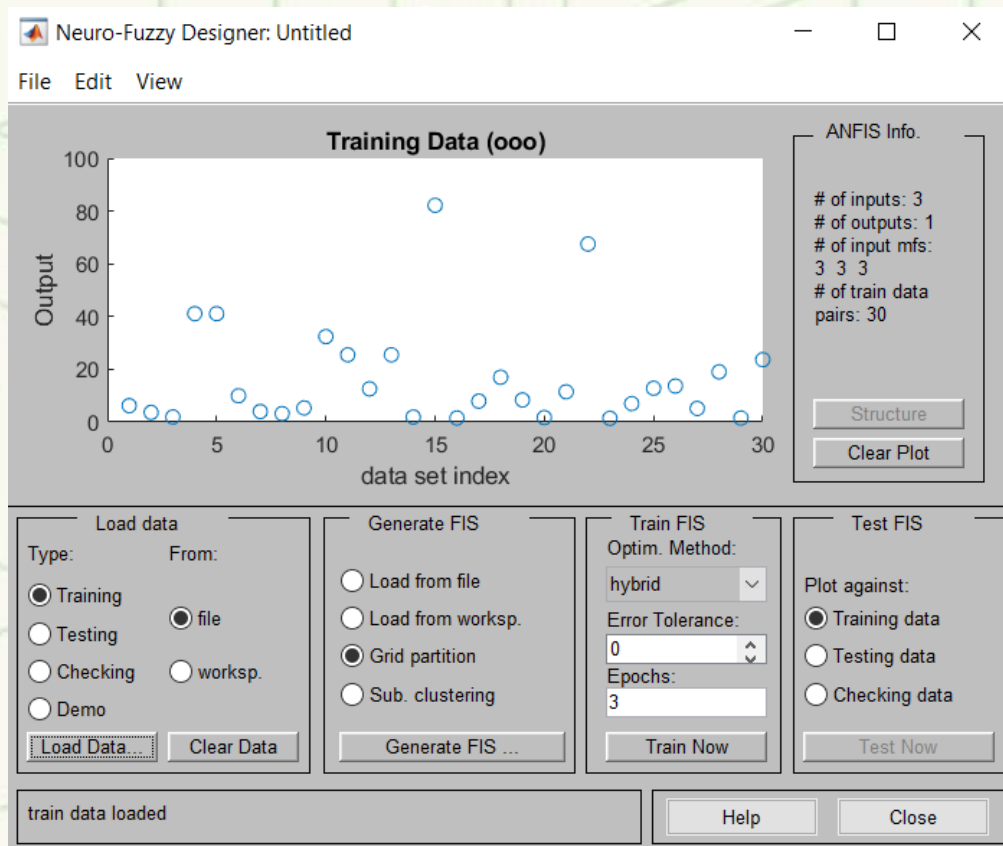 Neuro-Fuzzy Designer: Untitled
File Edit View
Training Data (ooo)
100
80
60
40
20
0
Output
0 5 10 15 20 25 30
data set index
ANFIS Info.
# of inputs: 3
# of outputs: 1
# of input mfs:
3 3 3
# of train data
pairs: 30
Structure
Clear Plot
Load data
Type: From:
Training
file
Testing
Checking
worksp.
Demo
Load Data...
Clear Data
Generate FIS
Load from file
Load from worksp.
Grid partition
Sub. clustering
Generate FIS ...
Train FIS
Optim. Method:
hybrid
Error Tolerance:
0
Epochs:
3
Train Now
Test FIS
Plot against:
Training data
Testing data
Checking data
Test Now
train data loaded
Help
Close